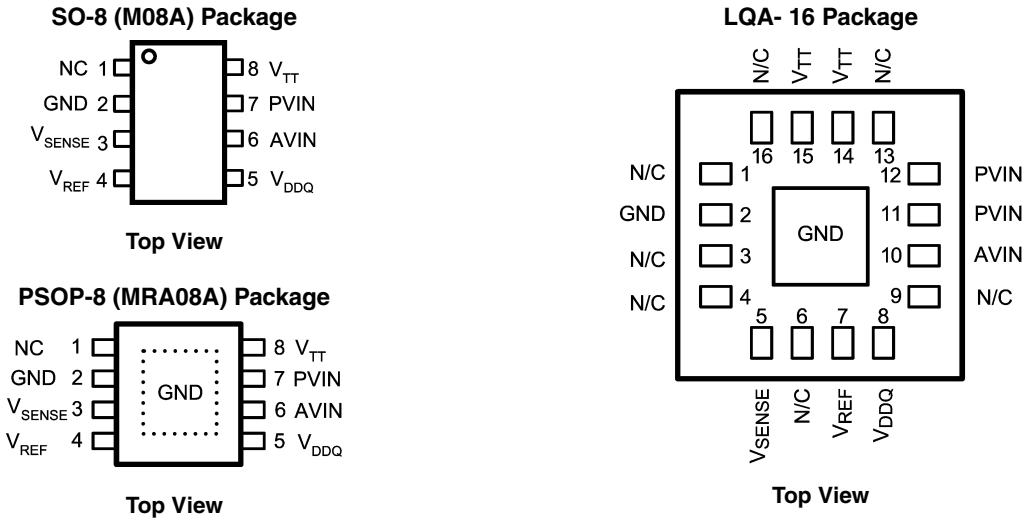 SO-8 (M08A) Package
NC 1 8 VTT
GND 2 7 PVIN
VSENSE 3 6 AVIN
VREF 4 5 VDDQ
Top View
PSOP-8 (MRA08A) Package
NC 1 8 VTT
GND 2 GND 7 PVIN
VSENSE 3 6 AVIN
VREF 4 5 VDDQ
Top View
LQA- 16 Package
N/C VTT VTT N/C
16 15 14 13
N/C 1 12 PVIN
GND 2 GND 11 PVIN
N/C 3 10 AVIN
N/C 4 9 N/C
5 6 7 8
VSENSE N/C VREF VDDQ
Top View